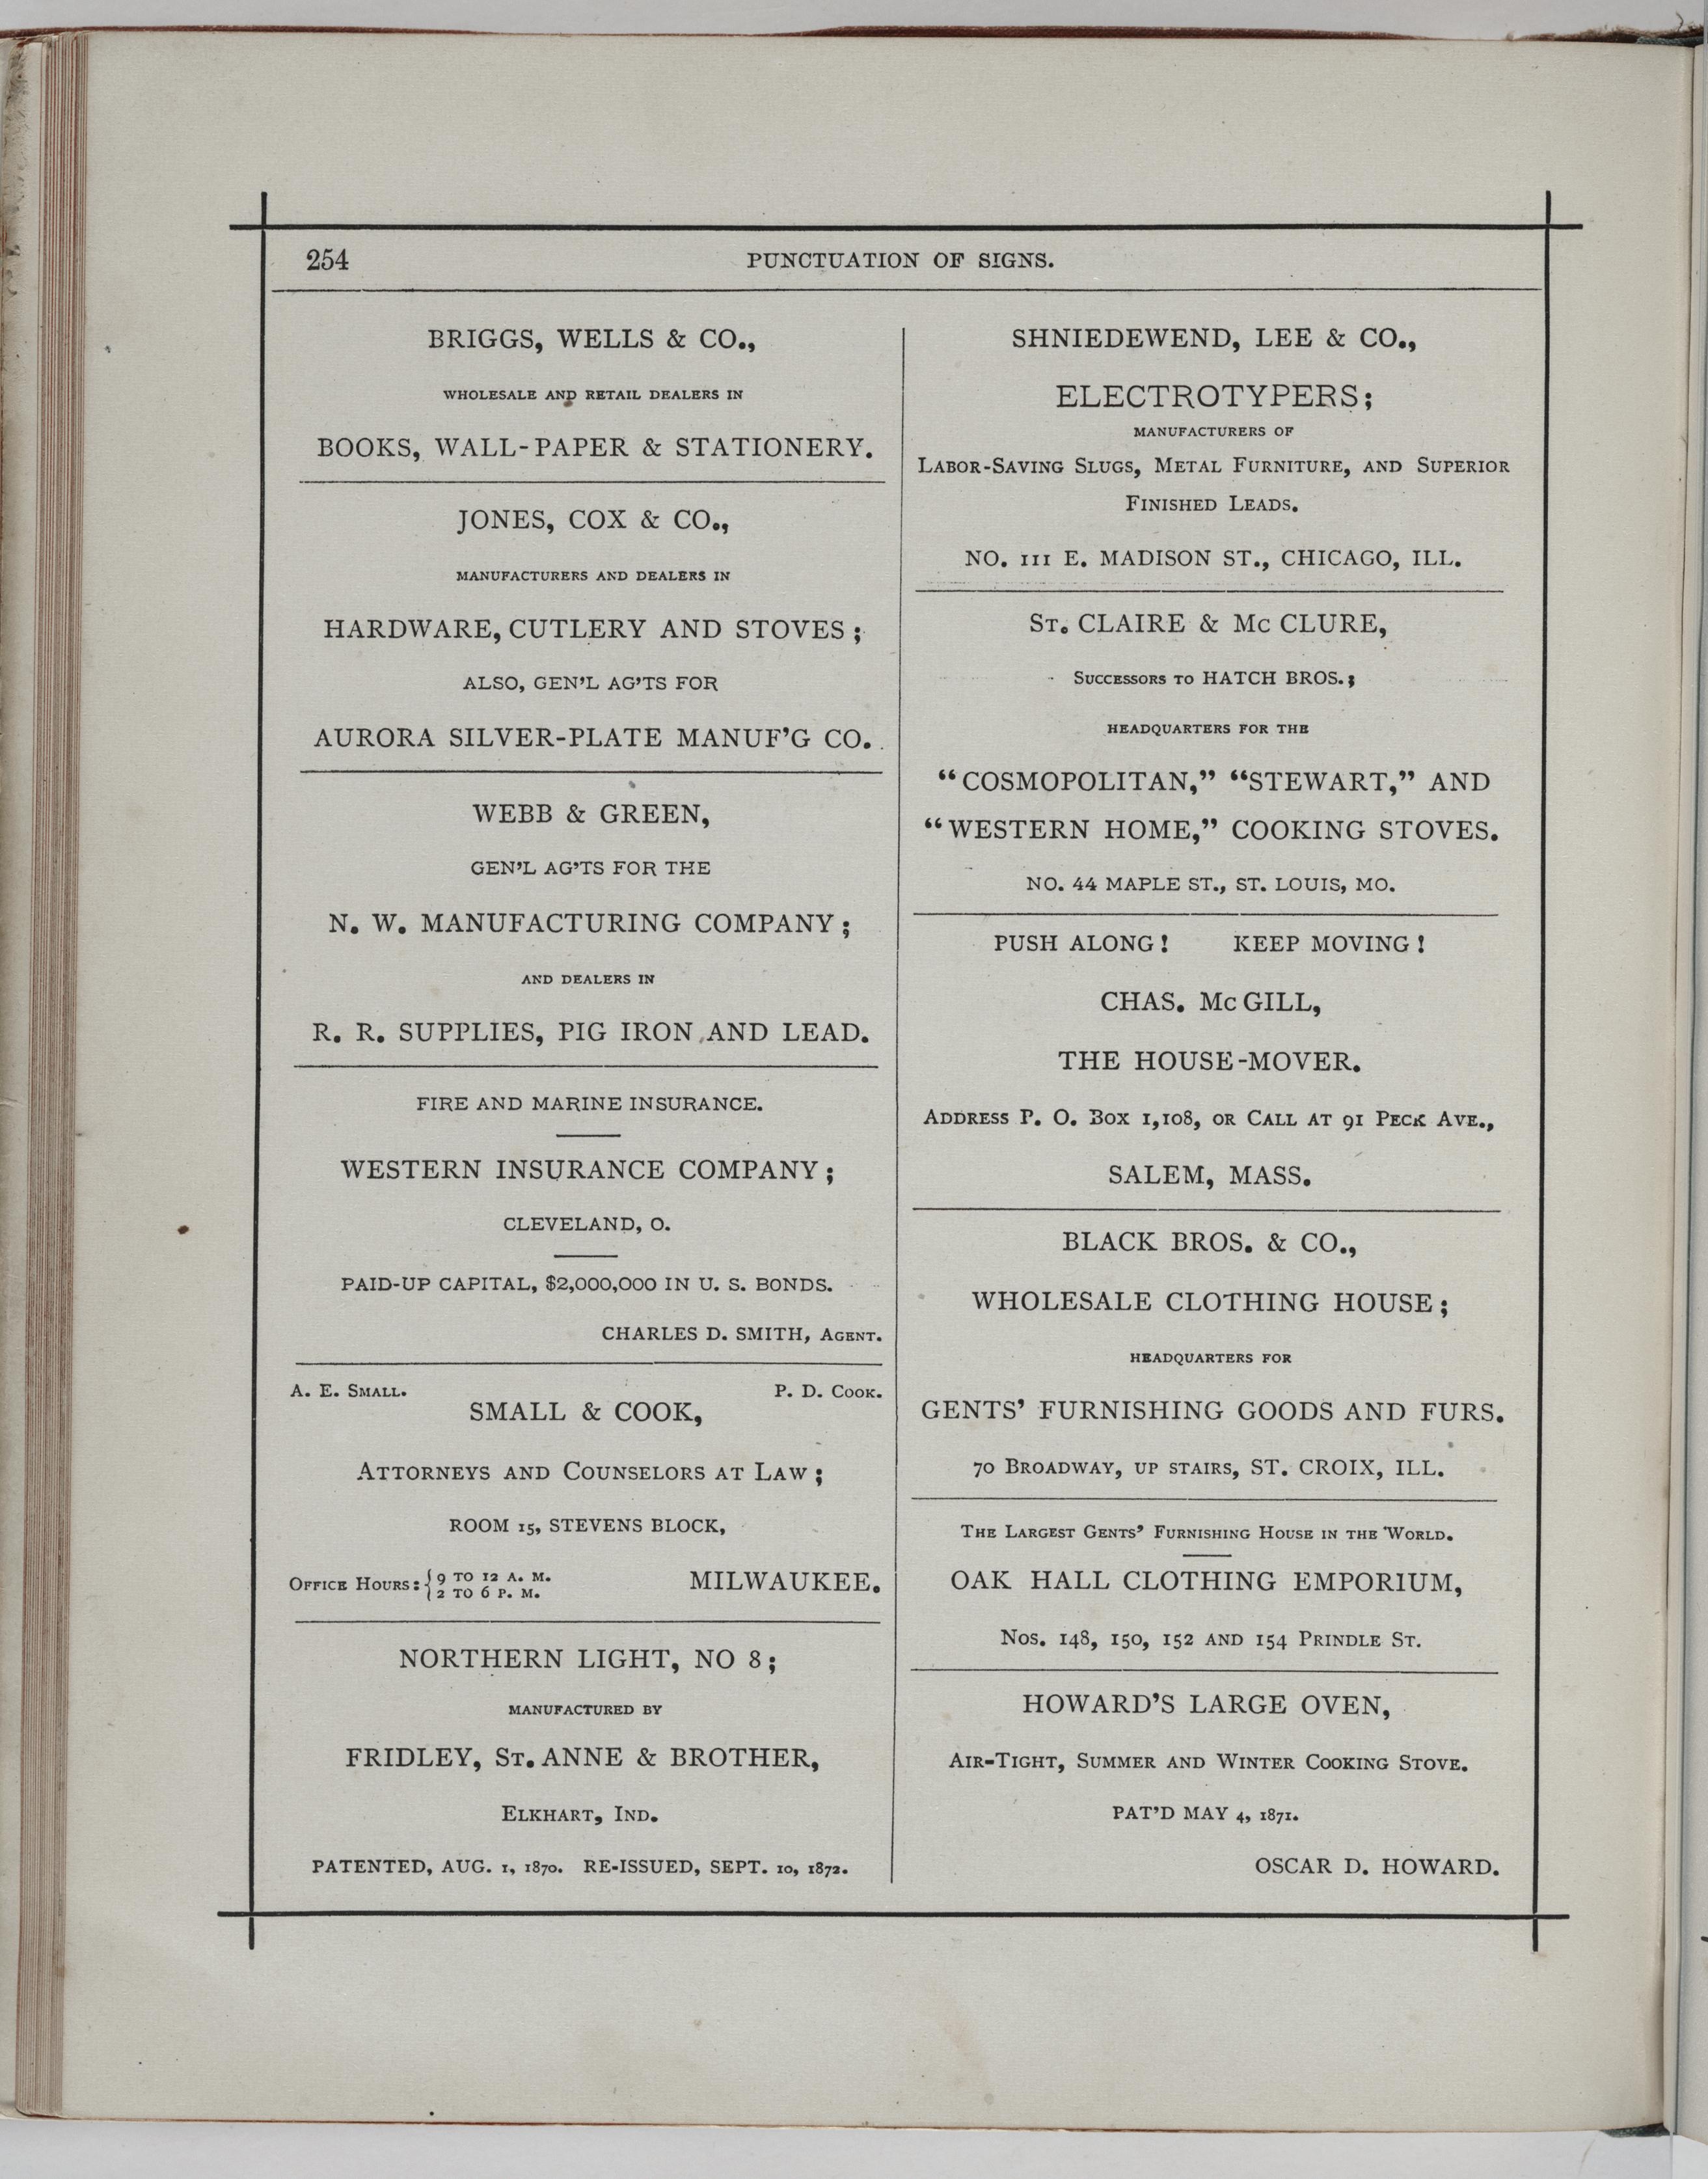 254
PUNCTUATION OF SIGNS.
BRIGGS, WELLS & CO.,
WHOLESALE AND RETAIL DEALERS IN
BOOKS, WALL-PAPER & STATIONERY.
JONES, COX & CO.,
MANUFACTURERS AND DEALERS IN
HARDWARE, CUTLERY AND STOVES;
ALSO, GEN'L AG'TS FOR
AURORA SILVER-PLATE MANUF'G CO.
WEBB & GREEN,
GEN'L AG'TS FOR THE
N. W. MANUFACTURING COMPANY;
AND DEALERS IN
R. R. SUPPLIES, PIG IRON AND LEAD.
FIRE AND MARINE INSURANCE.
WESTERN INSURANCE COMPANY;
CLEVELAND, O.
PAID-UP CAPITAL, $2,000,000 IN U. S. BONDS.
CHARLES D. SMITH, AGENT.
A. E. SMALL. P. D. COOK.
SMALL & COOK,
ATTORNEYS AND COUNSELORS AT LAW;
ROOM 15, STEVENS BLOCK,
OFFICE HOURS: { 9 TO 12 A. M.
2 TO 6 P. M.
MILWAUKEE.
NORTHERN LIGHT, NO 8;
MANUFACTURED BY
FRIDLEY, ST. ANNE & BROTHER,
ELKHART, IND.
PATENTED, AUG. 1, 1870. RE-ISSUED, SEPT. 10, 1872.
SHNIEDEWEND, LEE & CO.,
ELECTROTYPERS;
MANUFACTURERS OF
LABOR-SAVING SLUGS, METAL FURNITURE, AND SUPERIOR
FINISHED LEADS.
NO. 111 E. MADISON ST., CHICAGO, ILL.
ST. CLAIRE & Mc CLURE,
SUCCESSORS TO HATCH BROS.;
HEADQUARTERS FOR THE
"COSMOPOLITAN," "STEWART," AND
"WESTERN HOME," COOKING STOVES.
NO. 44 MAPLE ST., ST. LOUIS, MO.
PUSH ALONG! KEEP MOVING!
CHAS. McGILL,
THE HOUSE-MOVER.
ADDRESS P. O. BOX 1,108, OR CALL AT 91 PECK AVE.,
SALEM, MASS.
BLACK BROS. & CO.,
WHOLESALE CLOTHING HOUSE;
HEADQUARTERS FOR
GENTS' FURNISHING GOODS AND FURS.
70 BROADWAY, UP STAIRS, ST. CROIX, ILL.
THE LARGEST GENTS' FURNISHING HOUSE IN THE WORLD.
OAK HALL CLOTHING EMPORIUM,
NOS. 148, 150, 152 AND 154 PRINDLE ST.
HOWARD'S LARGE OVEN,
AIR-TIGHT, SUMMER AND WINTER COOKING STOVE.
PAT'D MAY 4, 1871.
OSCAR D. HOWARD.